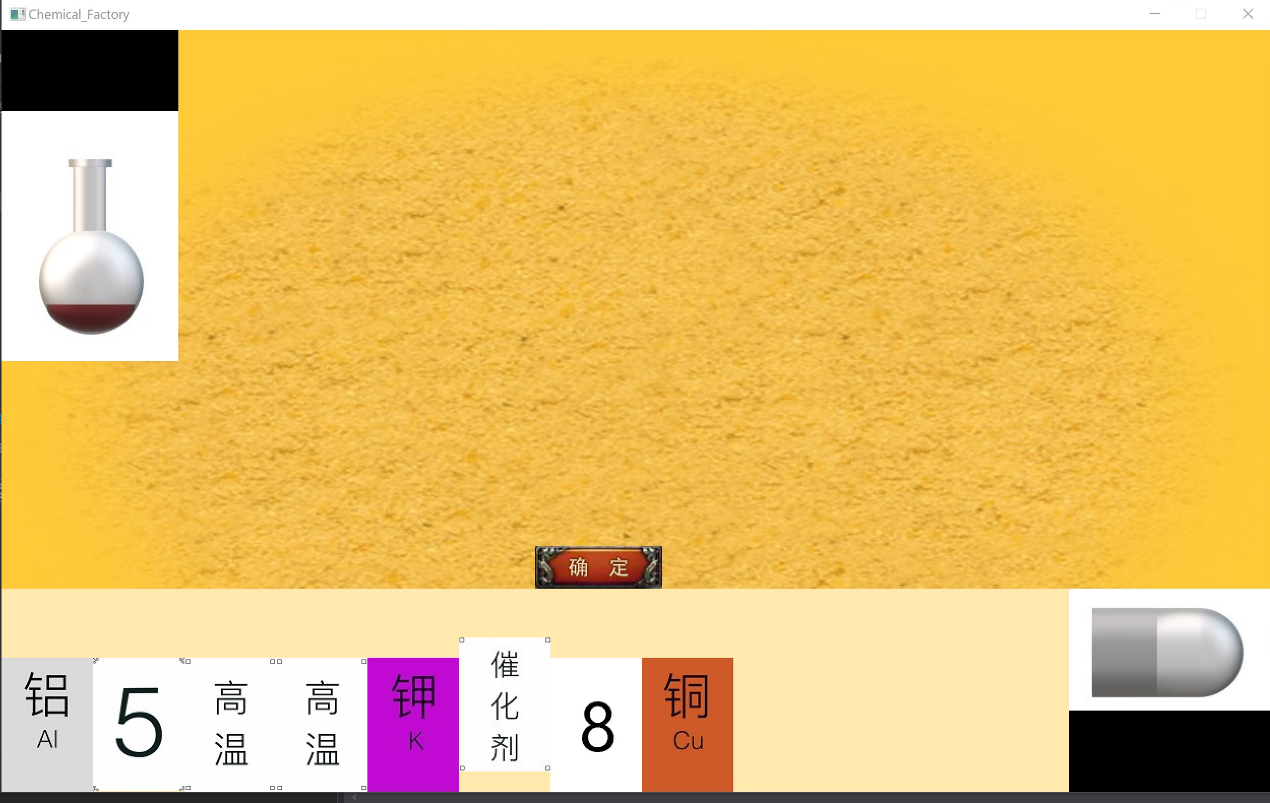 Chemical_Factory
确 定
铝
Al
5
高
温
高
温
钾
K
催
化
剂
8
铜
Cu